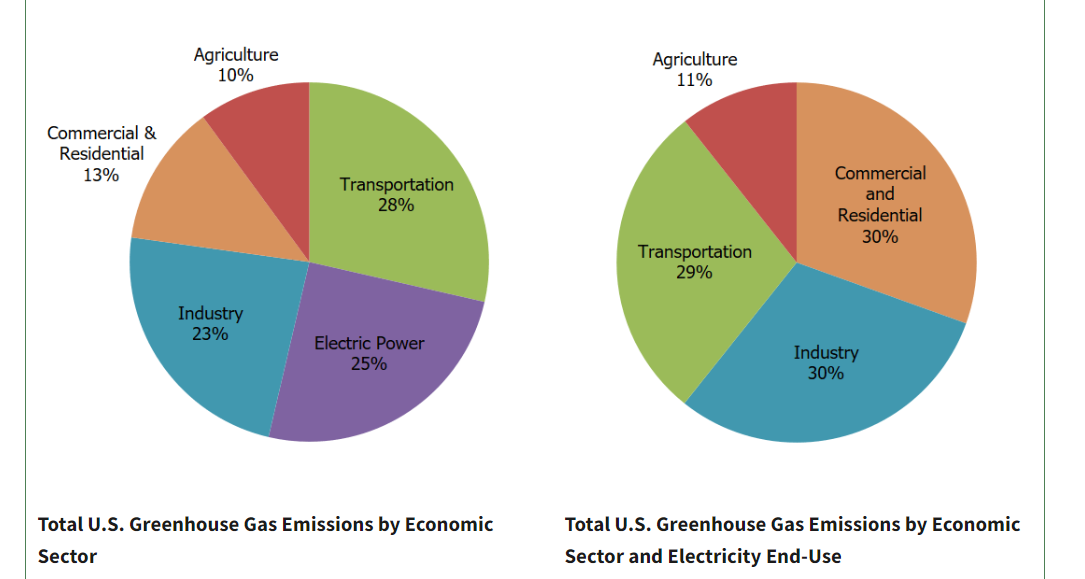 Agriculture
10%
Commercial &
Residential
13%
Transportation
28%
Industry
23%
Electric Power
25%
Total U.S. Greenhouse Gas Emissions by Economic
Sector
Agriculture
11%
Commercial
and
Residential
30%
Transportation
29%
Industry
30%
Total U.S. Greenhouse Gas Emissions by Economic
Sector and Electricity End-Use